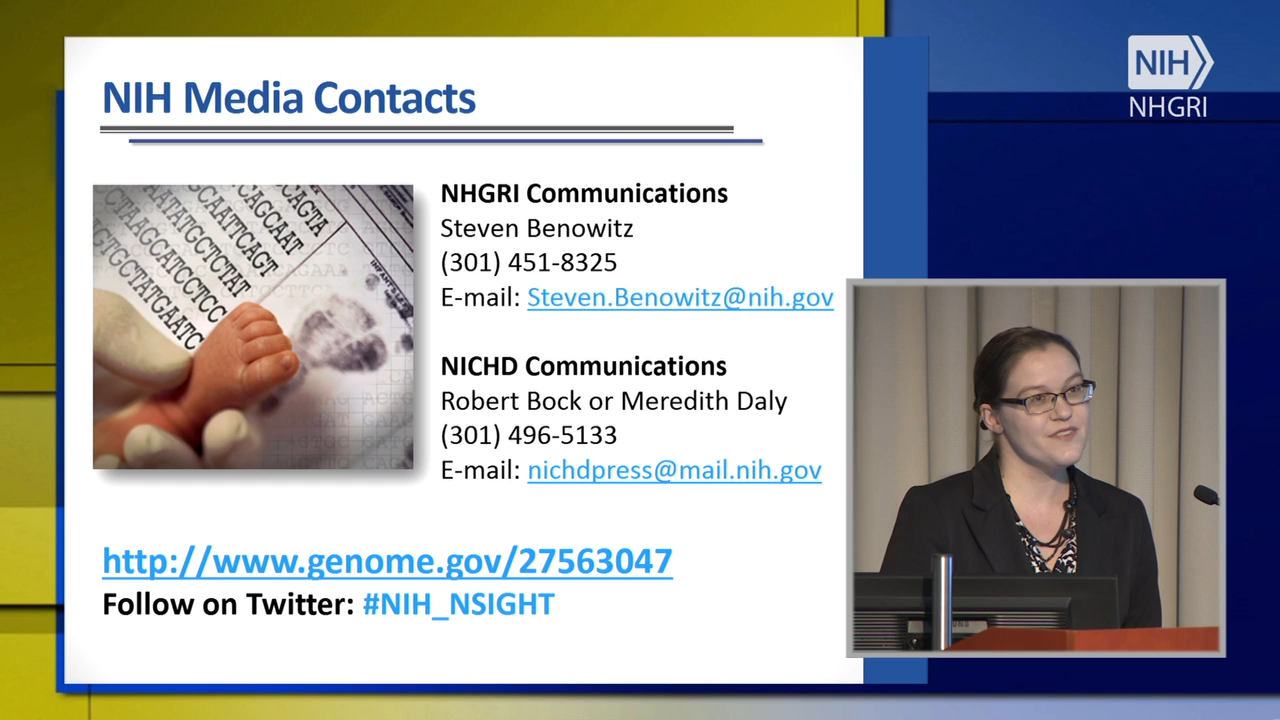 NIH Media Contacts
NIH
NHGRI
NHGRI Communications
Steven Benowitz
(301) 451-8325
E-mail: Steven.Benowitz@nih.gov
NICHD Communications
Robert Bock or Meredith Daly
(301) 496-5133
E-mail: nichdpress@mail.nih.gov
http://www.genome.gov/27563047
Follow on Twitter: #NIH_NSIGHT